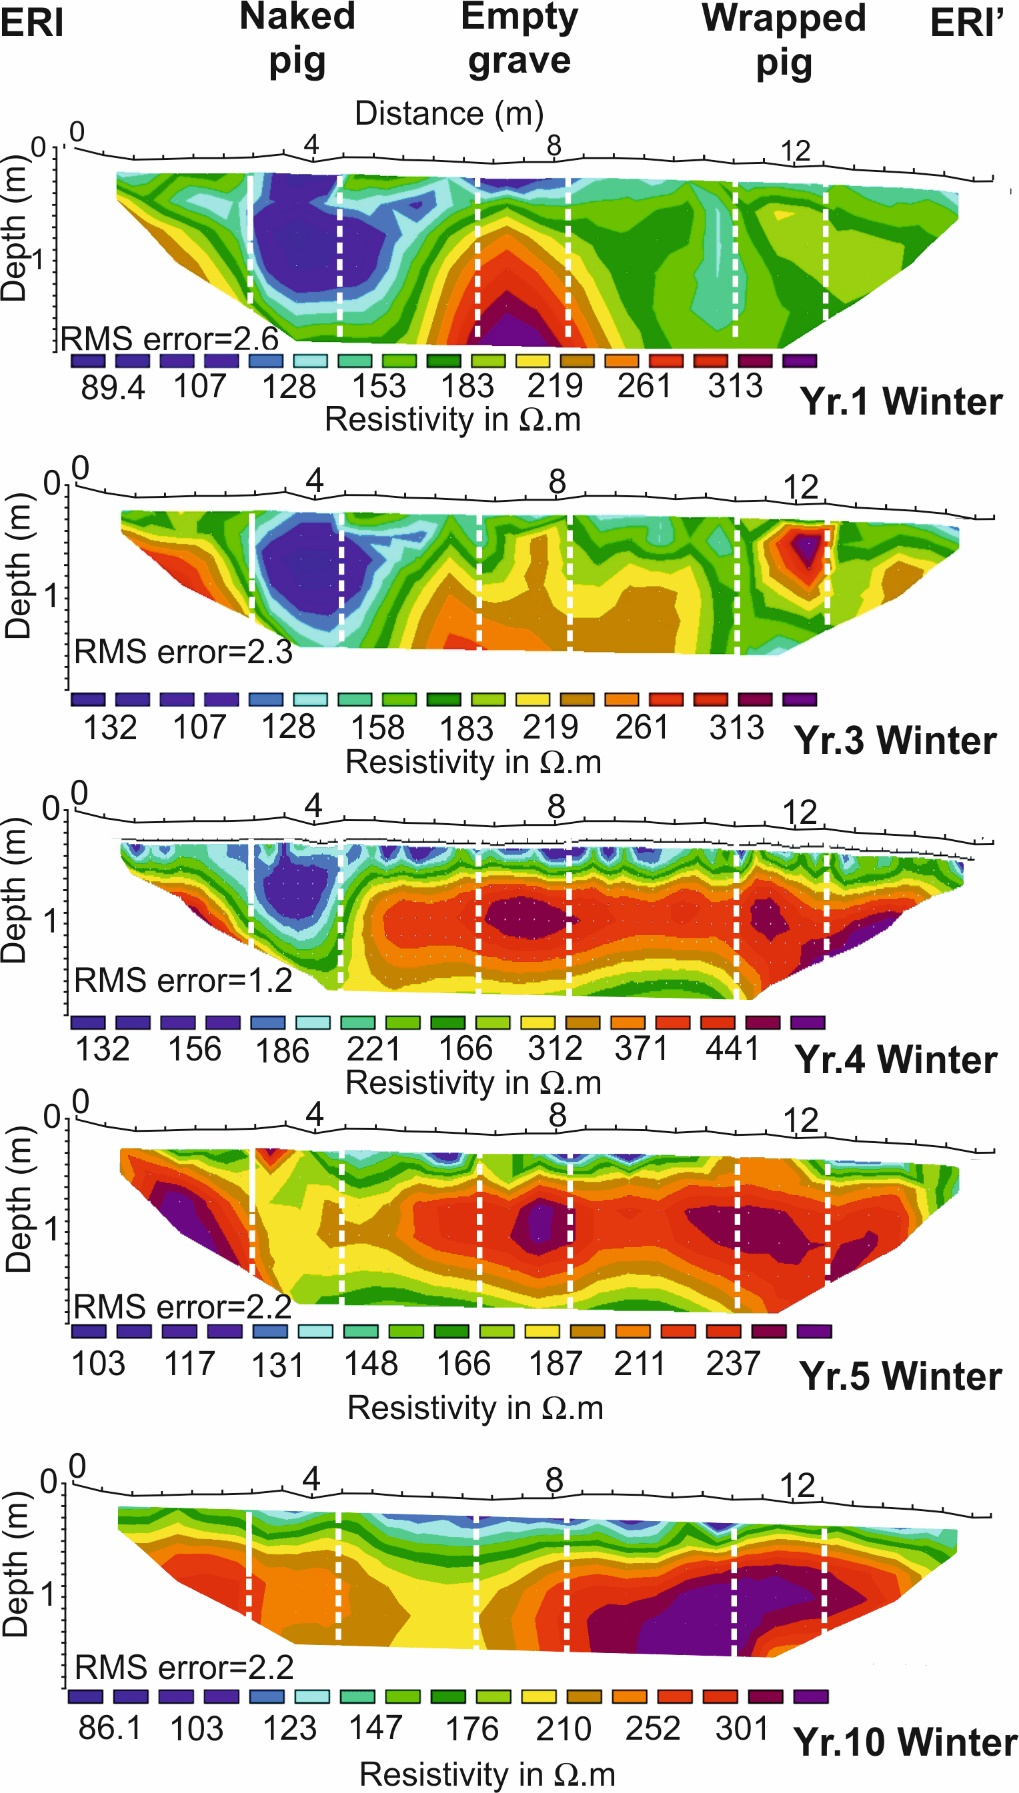 ERI Naked pig Empty grave Wrapped pig ERI’
Distance (m)
0 4 8 12
0
1
Depth (m)
RMS error=2.6
89.4 107 128 153 183 219 261 313
Resistivity in Ω.m
Yr.1 Winter
0 4 8 12
0
1
Depth (m)
RMS error=2.3
132 107 128 158 183 219 261 313
Resistivity in Ω.m
Yr.3 Winter
0 4 8 12
0
1
Depth (m)
RMS error=1.2
132 156 186 221 166 312 371 441
Resistivity in Ω.m
Yr.4 Winter
0 4 8 12
0
1
Depth (m)
RMS error=2.2
103 117 131 148 166 187 211 237
Resistivity in Ω.m
Yr.5 Winter
0 4 8 12
0
1
Depth (m)
RMS error=2.2
86.1 103 123 147 176 210 252 301
Resistivity in Ω.m
Yr.10 Winter